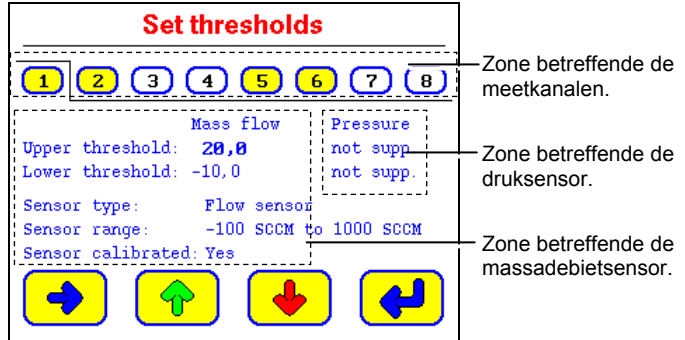 Set thresholds
1 2 3 4 5 6 7 8
Zone betreffende de
meetkanalen.
Mass flow Pressure
Upper threshold: 20,0 not supp.
Lower threshold: -10,0 not supp.
Zone betreffende de
druksensor.
Sensor type: Flow sensor
Sensor range: -100 SCCM to 1000 SCCM
Sensor calibrated: Yes
Zone betreffende de
massadebietsensor.